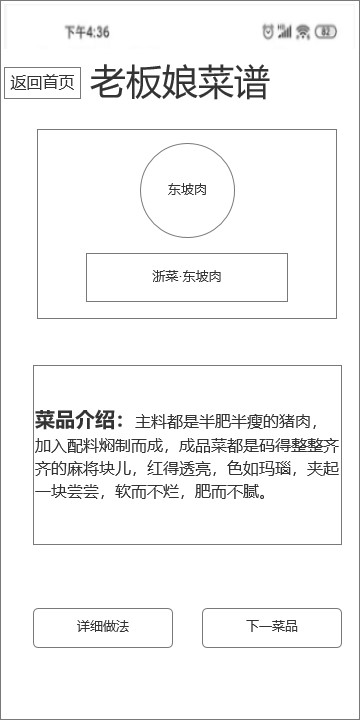 下午4:36
82
返回首页 老板娘菜谱
东坡肉
浙菜·东坡肉
菜品介绍：主料都是半肥半瘦的猪肉，
加入配料焖制而成，成品菜都是码得整整齐
齐的麻将块儿，红得透亮，色如玛瑙，夹起
一块尝尝，软而不烂，肥而不腻。
详细做法
下一菜品